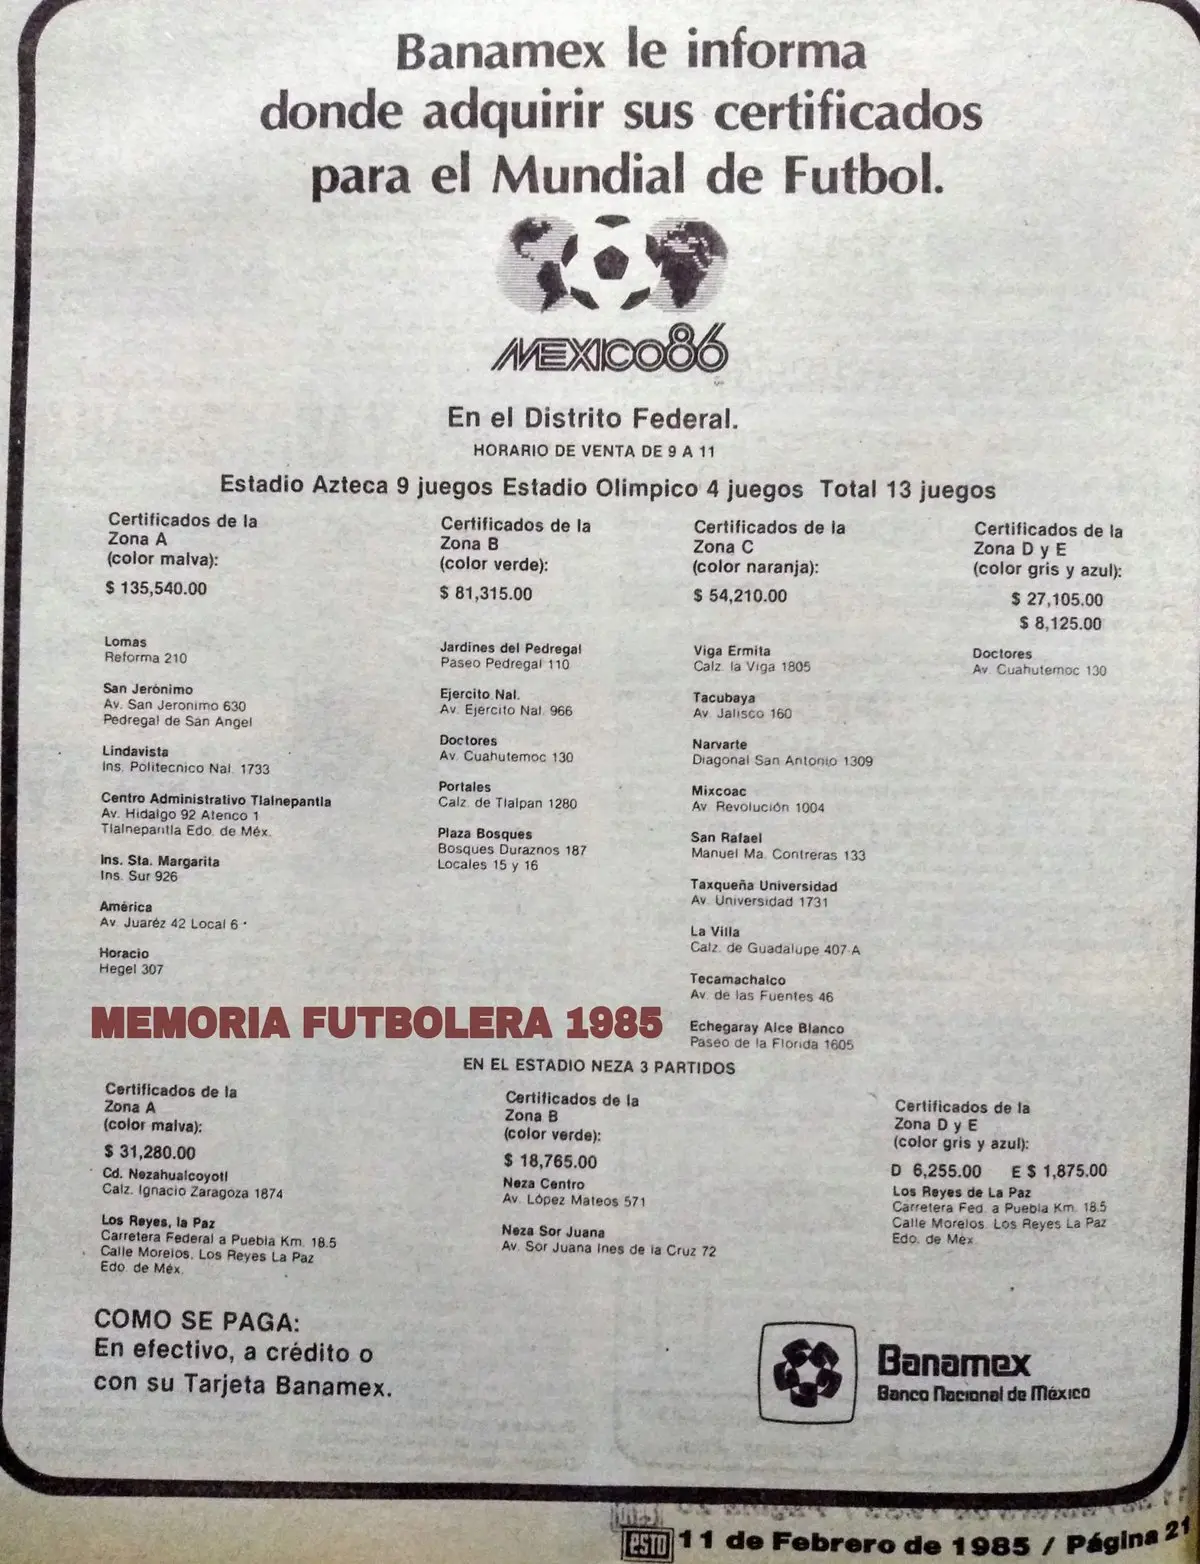 Banamex le informa
donde adquirir sus certificados
para el Mundial de Futbol.
MEXICO86
En el Distrito Federal.
HORARIO DE VENTA DE 9 A 11
Estadio Azteca 9 juegos Estadio Olimpico 4 juegos Total 13 juegos
Certificados de la
Zona A
(color malva):
$ 135,540.00
Lomas
Reforma 210
San Jerónimo
Av. San Jeronimo 630
Pedregal de San Angel
Lindavista
Ins. Politecnico Nal. 1733
Centro Administrativo Tlalnepantla
Av. Hidalgo 92 Atenco 1
Tlalnepantla Edo. de Méx.
Ins. Sta. Margarita
Ins. Sur 926
América
Av. Juaréz 42 Local 6
Horacio
Hegel 307
Certificados de la
Zona B
(color verde):
$ 81,315.00
Jardines del Pedregal
Paseo Pedregal 110
Ejercito Nal.
Av. Ejercito Nal. 966
Doctores
Av. Cuahutemoc 130
Portales
Calz. de Tlalpan 1280
Plaza Bosques
Bosques Duraznos 187
Locales 15 y 16
Certificados de la
Zona C
(color naranja):
$ 54,210.00
Viga Ermita
Calz. la Viga 1805
Tacubaya
Av. Jalisco 160
Narvarte
Diagonal San Antonio 1309
Mixcoac
Av. Revolución 1004
San Rafael
Manuel Ma. Contreras 133
Taxqueña Universidad
Av. Universidad 1731
La Villa
Calz. de Guadalupe 407-A
Tecamachalco
Av. de las Fuentes 46
Echegaray Alce Blanco
Paseo de la Florida 1605
Certificados de la
Zona D y E
(color gris y azul):
$ 27,105.00
$ 8,125.00
Doctores
Av. Cuahutemoc 130
MEMORIA FUTBOLERA 1985
EN EL ESTADIO NEZA 3 PARTIDOS
Certificados de la
Zona A
(color malva):
$ 31,280.00
Cd. Nezahualcoyotl
Calz. Ignacio Zaragoza 1874
Los Reyes, la Paz
Carretera Federal a Puebla Km. 18.5
Calle Morelos. Los Reyes La Paz
Edo. de Méx.
Certificados de la
Zona B
(color verde):
$ 18,765.00
Neza Centro
Av. López Mateos 571
Neza Sor Juana
Av. Sor Juana Ines de la Cruz 72
Certificados de la
Zona D y E
(color gris y azul):
D 6,255.00 E $ 1,875.00
Los Reyes de La Paz
Carretera Fed. a Puebla Km. 18.5
Calle Morelos. Los Reyes La Paz
Edo. de Méx.
COMO SE PAGA:
En efectivo, a crédito o
con su Tarjeta Banamex.
Banamex
Banco Nacional de México
esto 11 de Febrero de 1985 / Página 21